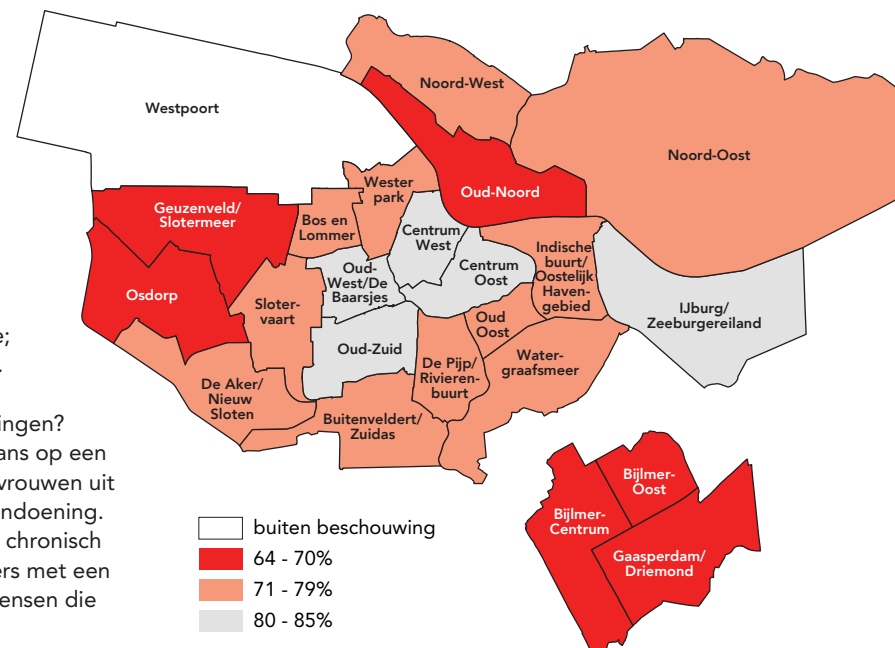 Noord-West
Westpoort
Noord-Oost
Wester
park
Oud-Noord
Geuzenveld/
Slotermeer
Bos en
Lommer
Centrum
West
Indische
buurt/
Oostelijk
Haven-
gebied
Centrum
Oost
Oud-
West/De
Baarsjes
Osdorp
Sloter-
vaart
IJburg/
Zeeburgereiland
Oud
Oost
Oud-Zuid
De Pijp/
Rivieren-
buurt
Water-
graafsmeer
De Aker/
Nieuw
Sloten
Buitenveldert/
Zuidas
Bijlmer-
Oost
Bijlmer-
Centrum
Gaasperdam/
Driemond
e;
.
ingen?
ans op een
vrouwen uit
ndoening.
chronisch
ers met een
ensen die
buiten beschouwing
64 - 70%
71 - 79%
80 - 85%